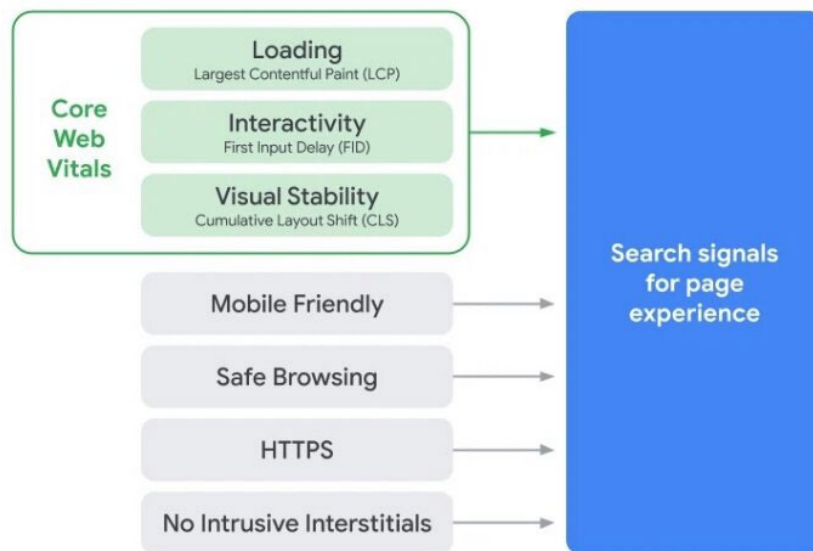 Loading
Largest Contentful Paint (LCP)
Core
Web
Vitals
Interactivity
First Input Delay (FID)
Visual Stability
Cumulative Layout Shift (CLS)
Mobile Friendly
Safe Browsing
HTTPS
No Intrusive Interstitials
Search signals
for page
experience